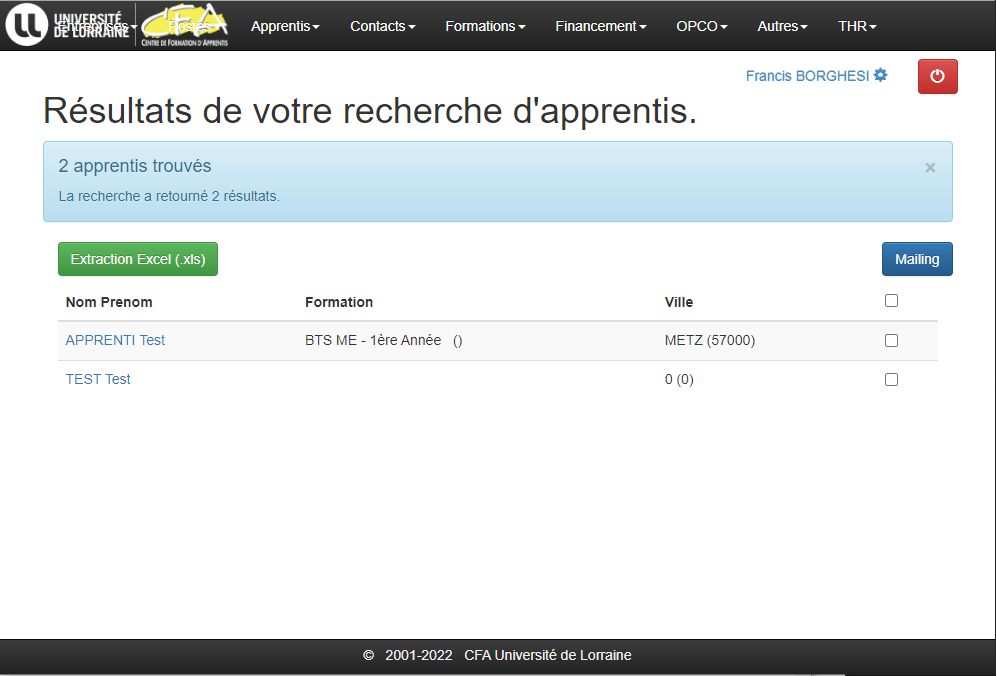 UNIVERSITÉ
DE LORRAINE
Entreprises
Postes
CFA
CENTRE DE FORMATION D'APPRENTIS
Apprentis Contacts Formations Financement OPCO Autres THR
Francis BORGHESI
Résultats de votre recherche d'apprentis.
2 apprentis trouvés ×
La recherche a retourné 2 résultats.
Extraction Excel (.xls) Mailing
Nom Prenom Formation Ville
APPRENTI Test BTS ME - 1ère Année () METZ (57000)
TEST Test 0 (0)
© 2001-2022 CFA Université de Lorraine